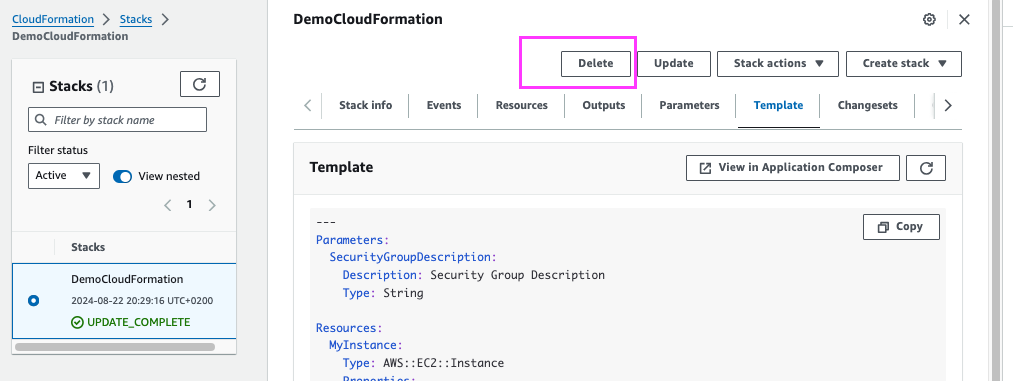 CloudFormation > Stacks >
DemoCloudFormation
Stacks (1)
Filter by stack name
Filter status
Active
View nested
1
Stacks
DemoCloudFormation
2024-08-22 20:29:16 UTC+0200
UPDATE_COMPLETE
DemoCloudFormation
Delete Update Stack actions Create stack
Stack info Events Resources Outputs Parameters Template Changesets
Template
View in Application Composer
Copy
---
Parameters:
SecurityGroupDescription:
Description: Security Group Description
Type: String
Resources:
MyInstance:
Type: AWS::EC2::Instance
Properties: